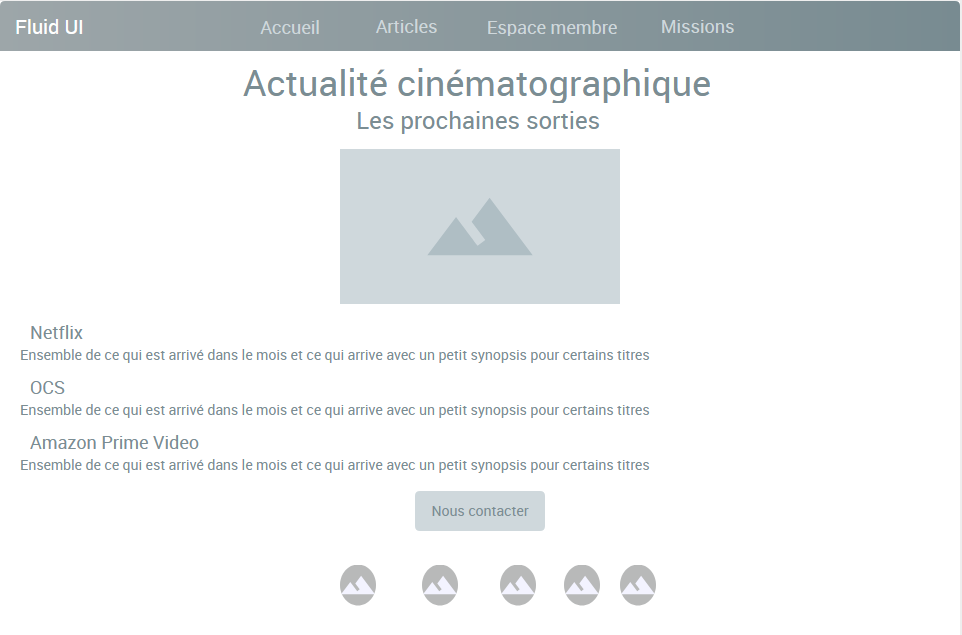 Fluid UI Accueil Articles Espace membre Missions
Actualité cinématographique
Les prochaines sorties
Netflix
Ensemble de ce qui est arrivé dans le mois et ce qui arrive avec un petit synopsis pour certains titres
OCS
Ensemble de ce qui est arrivé dans le mois et ce qui arrive avec un petit synopsis pour certains titres
Amazon Prime Video
Ensemble de ce qui est arrivé dans le mois et ce qui arrive avec un petit synopsis pour certains titres
Nous contacter